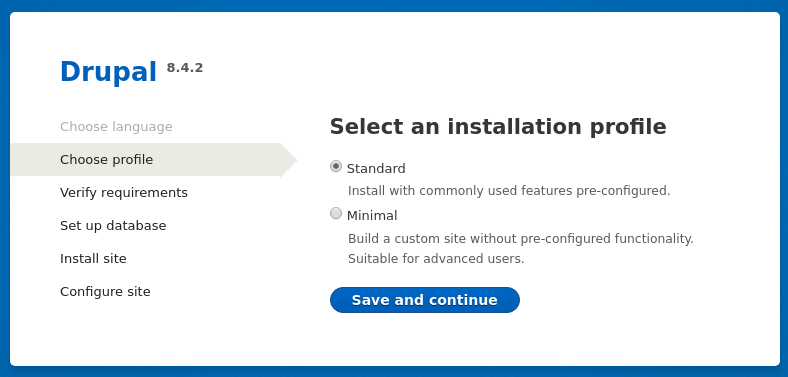 Drupal 8.4.2
Choose language
Choose profile
Verify requirements
Set up database
Install site
Configure site
Select an installation profile
Standard
Install with commonly used features pre-configured.
Minimal
Build a custom site without pre-configured functionality.
Suitable for advanced users.
Save and continue